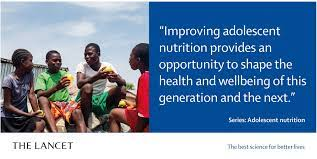 “Improving adolescent
nutrition provides an
opportunity to shape the
health and wellbeing of this
generation and the next.”
Series: Adolescent nutrition
THE LANCET
The best science for better lives